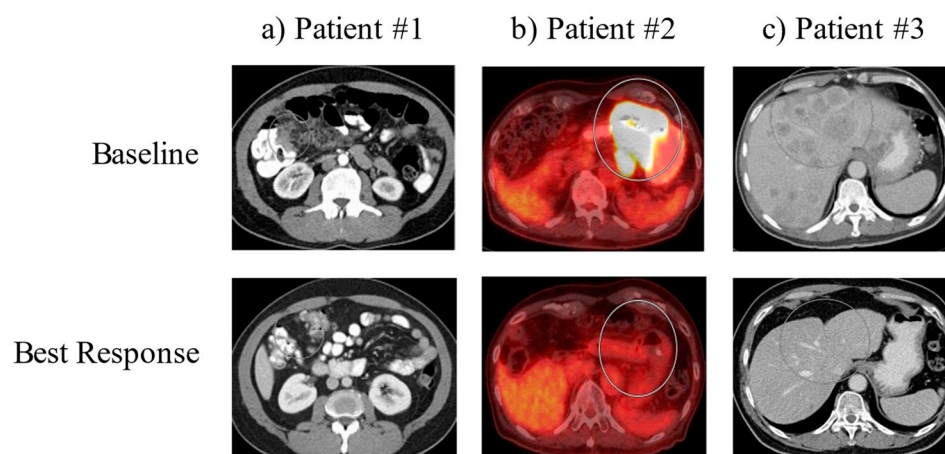 a) Patient #1
b) Patient #2
c) Patient #3
Baseline
Best Response